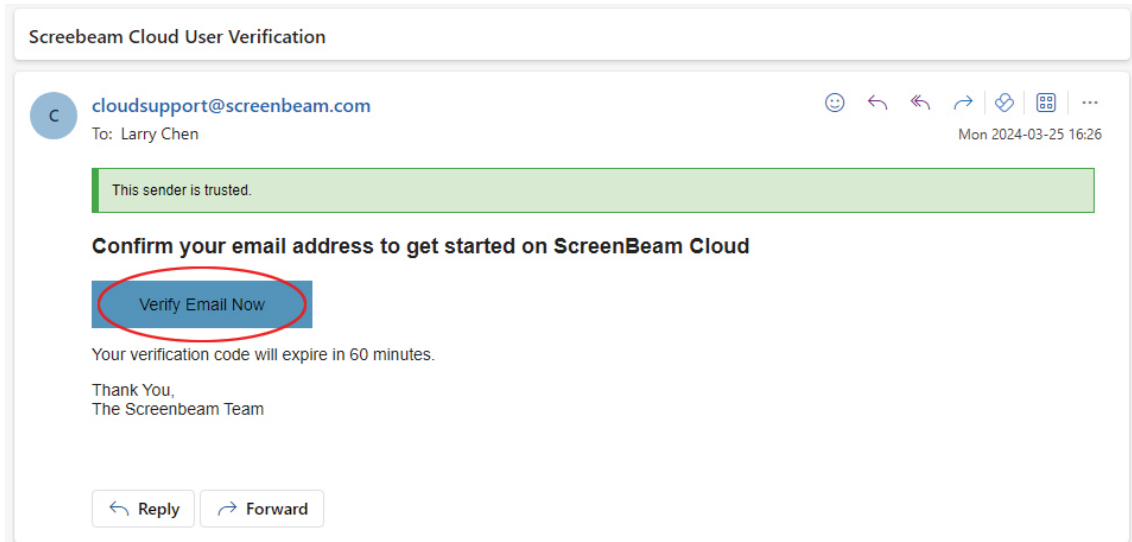 Screebeam Cloud User Verification
C
cloudsupport@screenbeam.com
To: Larry Chen
Mon 2024-03-25 16:26
This sender is trusted.
Confirm your email address to get started on ScreenBeam Cloud
Verify Email Now
Your verification code will expire in 60 minutes.
Thank You,
The Screenbeam Team
Reply
Forward